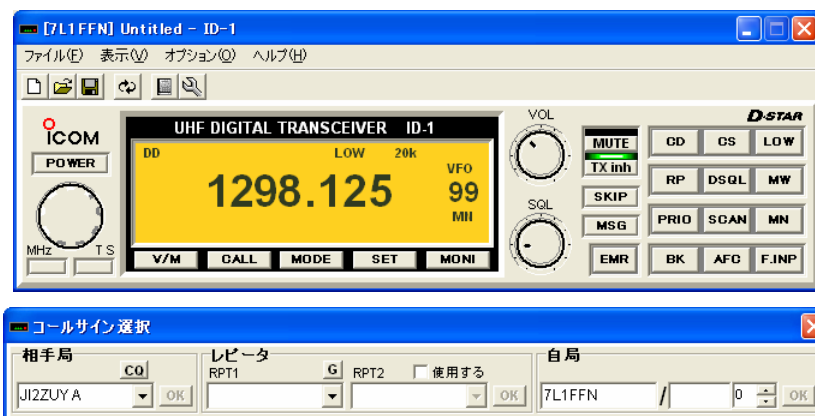 [7L1FFN] Untitled - ID-1
ファイル(F) 表示(V) オプション(O) ヘルプ(H)
ICOM
POWER
MHz TS
UHF DIGITAL TRANSCEIVER ID-1
DD LOW 20k
1298.125
VFO
99
MN
V/M CALL MODE SET MONI
VOL
SQL
MUTE
TX inh
SKIP
MSG
EMR
D-STAR
CD CS LOW
RP DSQL MW
PRIO SCAN MN
BK AFC F.INP
コールサイン選択
相手局
CQ
JI2ZUY A OK
レピータ
RPT1 G RPT2 使用する
OK
自局
7L1FFN / 0 OK